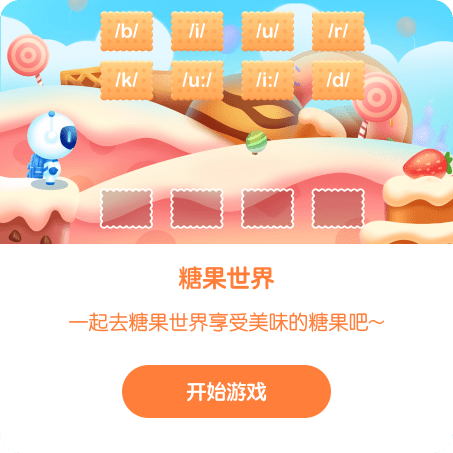 /b/ /i/ /u/ /r/
/k/ /u:/ /i:/ /d/
糖果世界
一起去糖果世界享受美味的糖果吧~
开始游戏